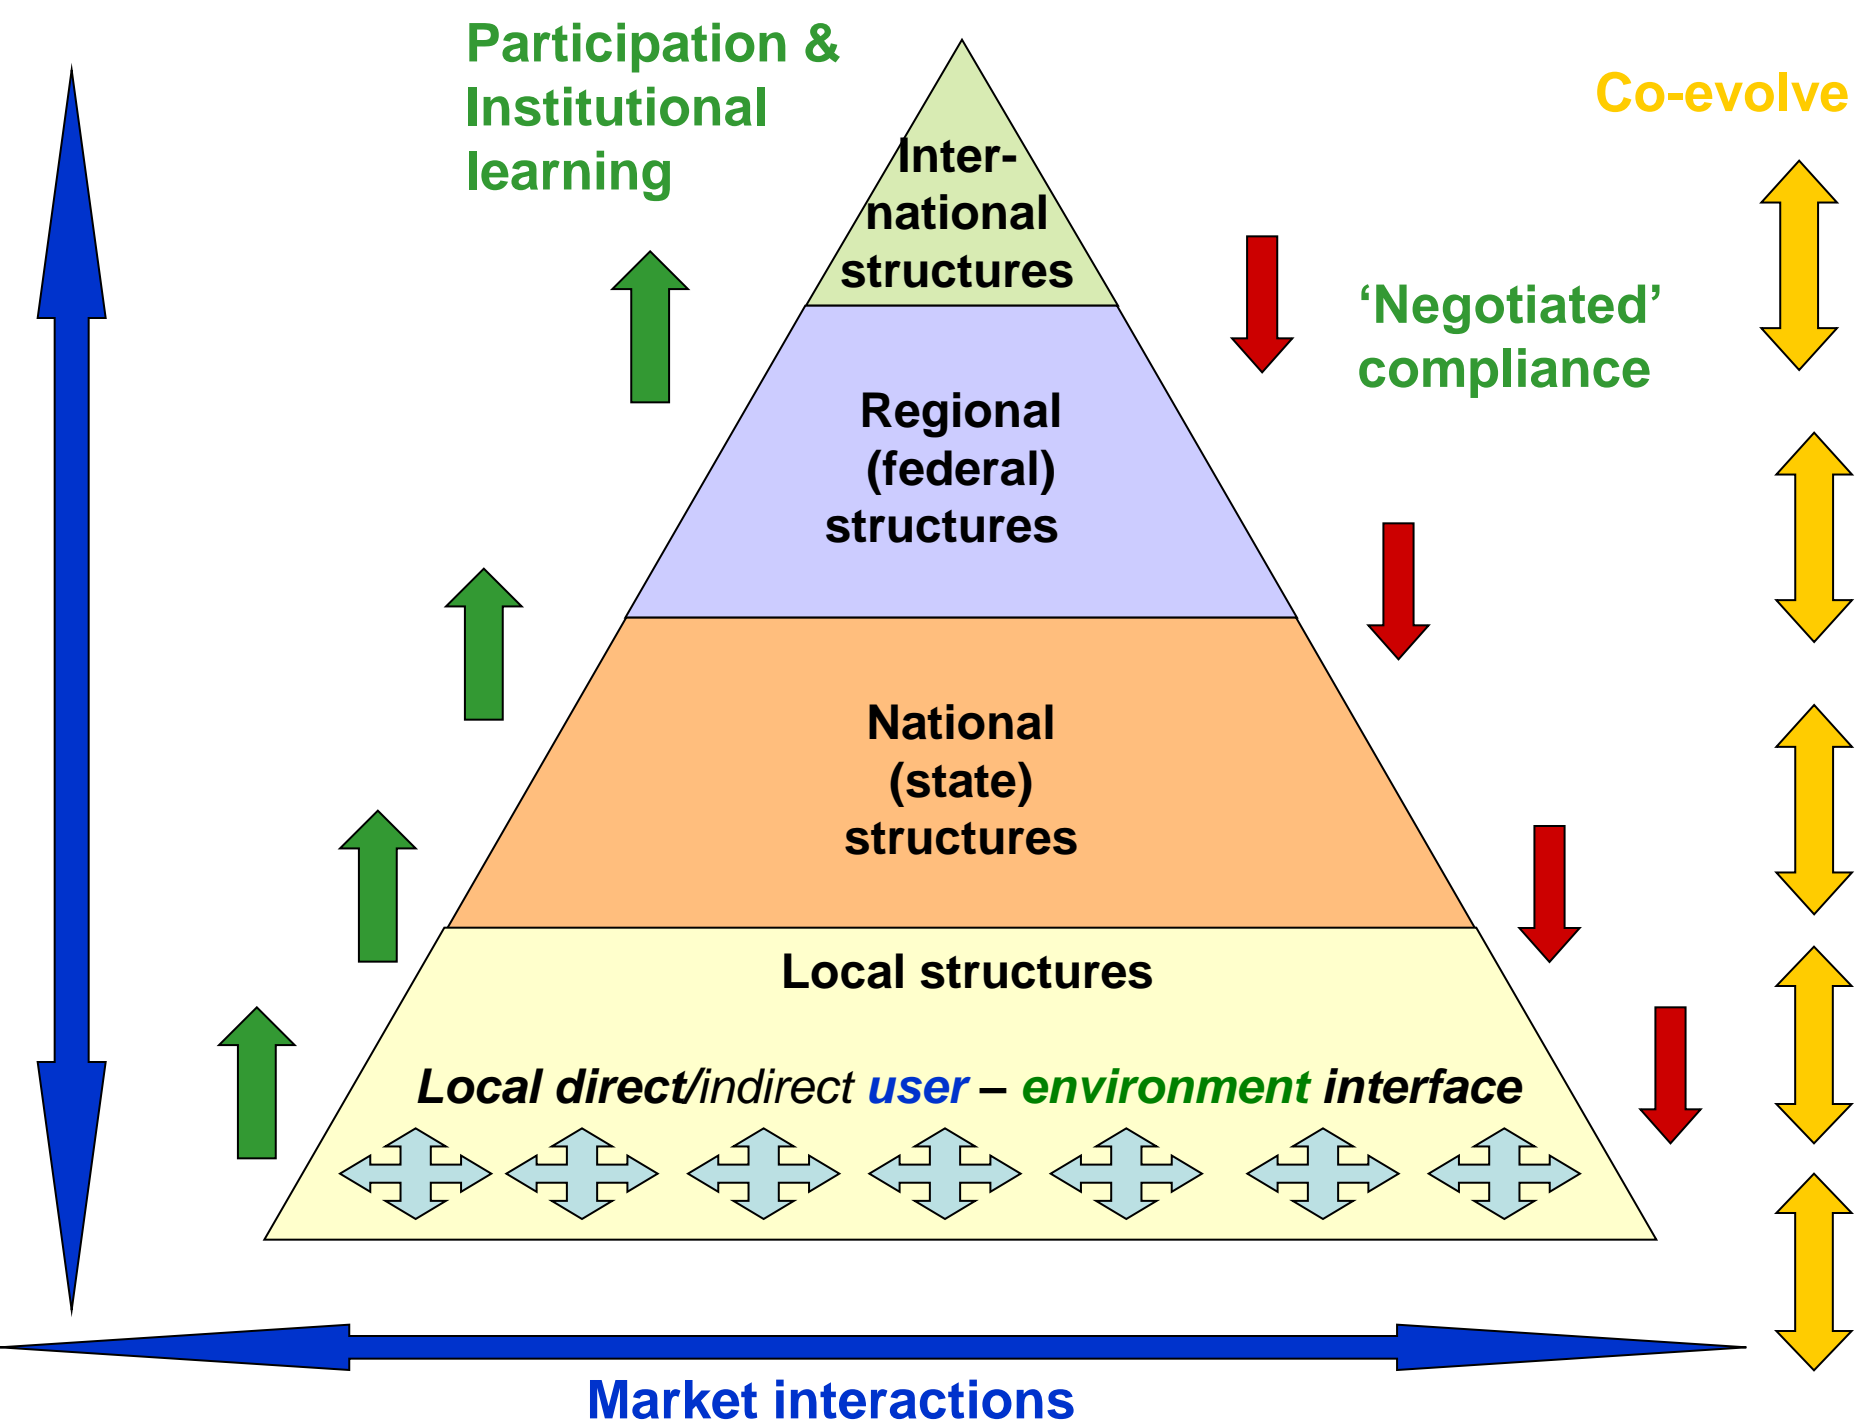 Participation &
Institutional
learning
Co-evolve
Inter-
national
structures
‘Negotiated’
compliance
Regional
(federal)
structures
National
(state)
structures
Local structures
Local direct/indirect user – environment interface
Market interactions